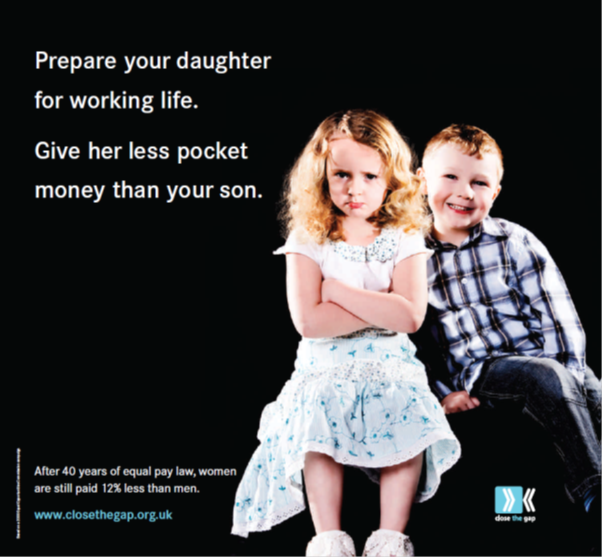 Prepare your daughter
for working life.
Give her less pocket
money than your son.
After 40 years of equal pay law, women
are still paid 12% less than men.
www.closethegap.org.uk
close the gap